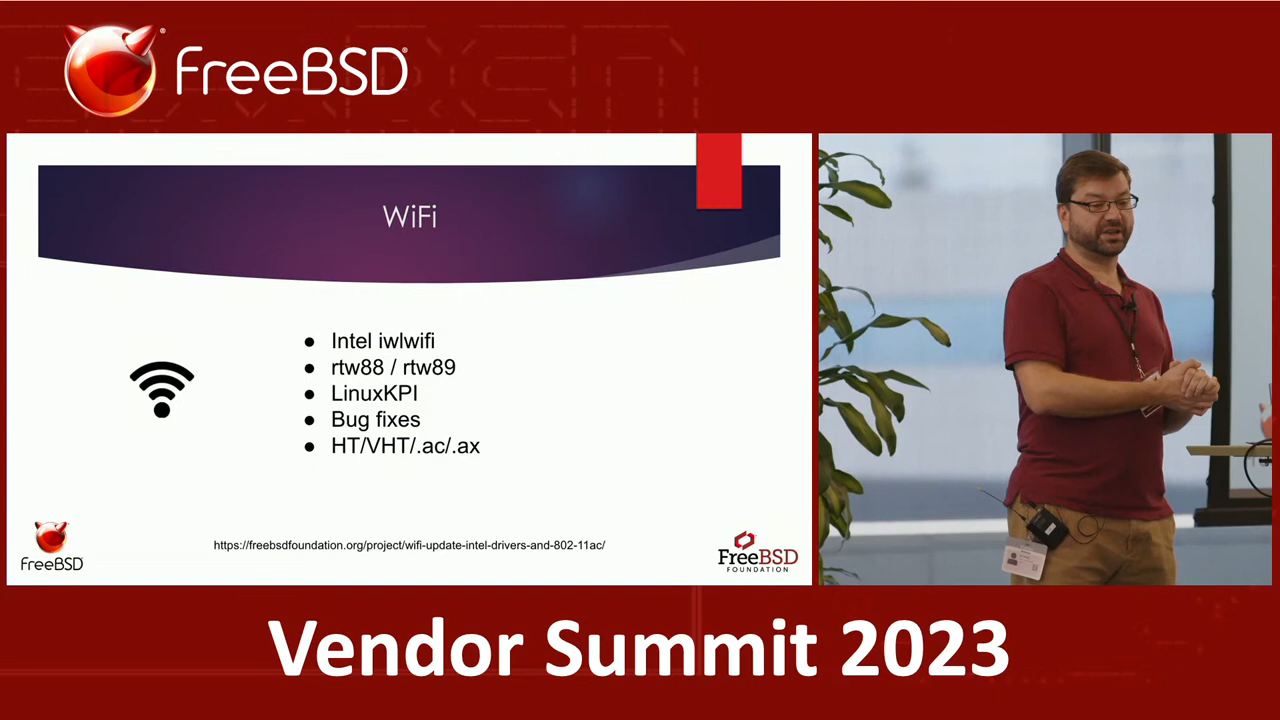 FreeBSD
WiFi
● Intel iwlwifi
● rtw88 / rtw89
● LinuxKPI
● Bug fixes
● HT/VHT/.ac/.ax
https://freebsdfoundation.org/project/wifi-update-intel-drivers-and-802-11ac/
FreeBSD
FreeBSD
FOUNDATION
Vendor Summit 2023